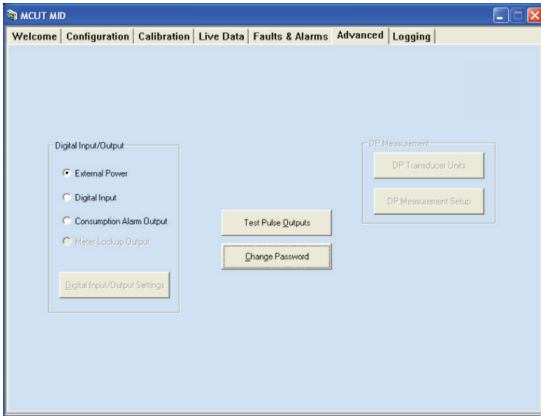 MCUT MID
Welcome Configuration Calibration Live Data Faults & Alarms Advanced Logging
Digital Input/Output
External Power
Digital Input
Consumption Alarm Output
Meter Lockup Output
Digital Input/Output Settings
Test Pulse Outputs
Change Password
DP Measurement
DP Transducer Units
DP Measurement Setup